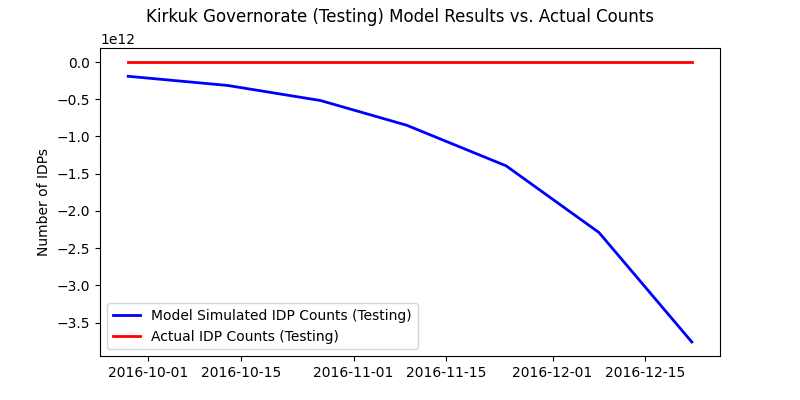 Kirkuk Governorate (Testing) Model Results vs. Actual Counts
1e12
0.0
−0.5
−1.0
−1.5
−2.0
−2.5
−3.0
−3.5
Number of IDPs
Model Simulated IDP Counts (Testing)
Actual IDP Counts (Testing)
2016-10-01 2016-10-15 2016-11-01 2016-11-15 2016-12-01 2016-12-15